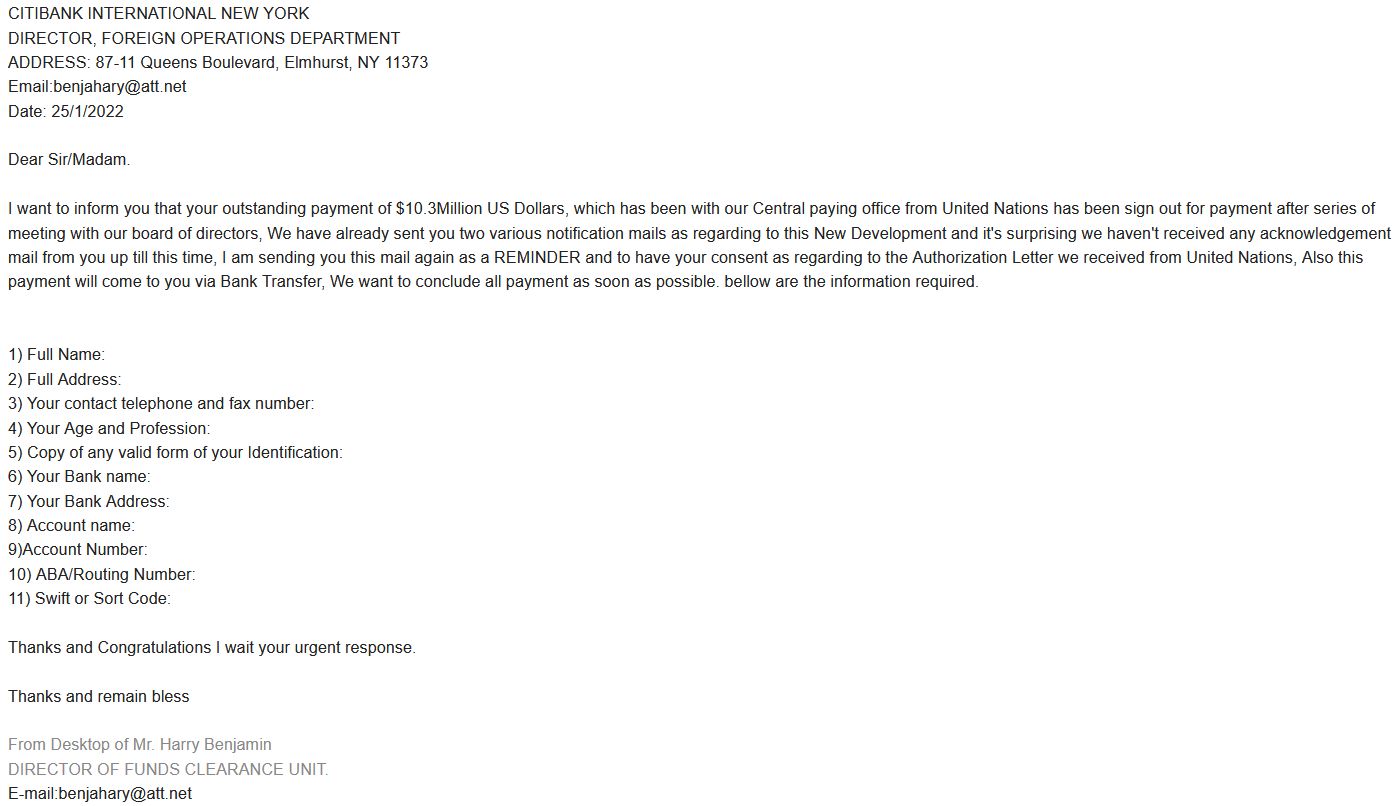 CITIBANK INTERNATIONAL NEW YORK
DIRECTOR, FOREIGN OPERATIONS DEPARTMENT
ADDRESS: 87-11 Queens Boulevard, Elmhurst, NY 11373
Email:benjahary@att.net
Date: 25/1/2022
Dear Sir/Madam.
I want to inform you that your outstanding payment of $10.3Million US Dollars, which has been with our Central paying office from United Nations has been sign out for payment after series of
meeting with our board of directors, We have already sent you two various notification mails as regarding to this New Development and it's surprising we haven't received any acknowledgement
mail from you up till this time, I am sending you this mail again as a REMINDER and to have your consent as regarding to the Authorization Letter we received from United Nations, Also this
payment will come to you via Bank Transfer, We want to conclude all payment as soon as possible. bellow are the information required.
1) Full Name:
2) Full Address:
3) Your contact telephone and fax number:
4) Your Age and Profession:
5) Copy of any valid form of your Identification:
6) Your Bank name:
7) Your Bank Address:
8) Account name:
9)Account Number:
10) ABA/Routing Number:
11) Swift or Sort Code:
Thanks and Congratulations I wait your urgent response.
Thanks and remain bless
From Desktop of Mr. Harry Benjamin
DIRECTOR OF FUNDS CLEARANCE UNIT.
E-mail:benjahary@att.net